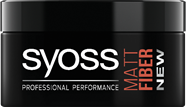 syoss
PROFESSIONAL PERFORMANCE
MATT
FIBER
NEW